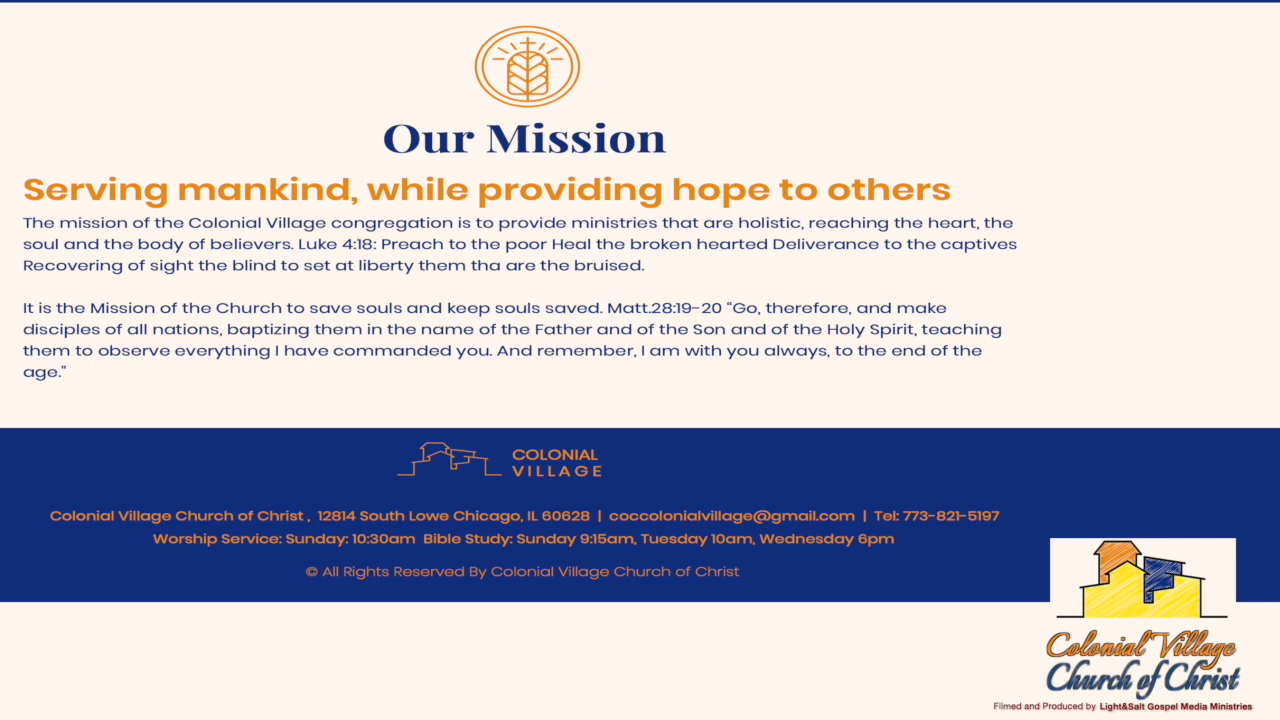 Our Mission
Serving mankind, while providing hope to others
The mission of the Colonial Village congregation is to provide ministries that are holistic, reaching the heart, the
soul and the body of believers. Luke 4:18: Preach to the poor Heal the broken hearted Deliverance to the captives
Recovering of sight the blind to set at liberty them tha are the bruised.
It is the Mission of the Church to save souls and keep souls saved. Matt.28:19-20 “Go, therefore, and make
disciples of all nations, baptizing them in the name of the Father and of the Son and of the Holy Spirit, teaching
them to observe everything I have commanded you. And remember, I am with you always, to the end of the
age.”
COLONIAL
VILLAGE
Colonial Village Church of Christ , 12814 South Lowe Chicago, IL 60628 | coccolonialvillage@gmail.com | Tel: 773-821-5197
Worship Service: Sunday: 10:30am Bible Study: Sunday 9:15am, Tuesday 10am, Wednesday 6pm
© All Rights Reserved By Colonial Village Church of Christ
Colonial Village
Church of Christ
Filmed and Produced by Light&Salt Gospel Media Ministries